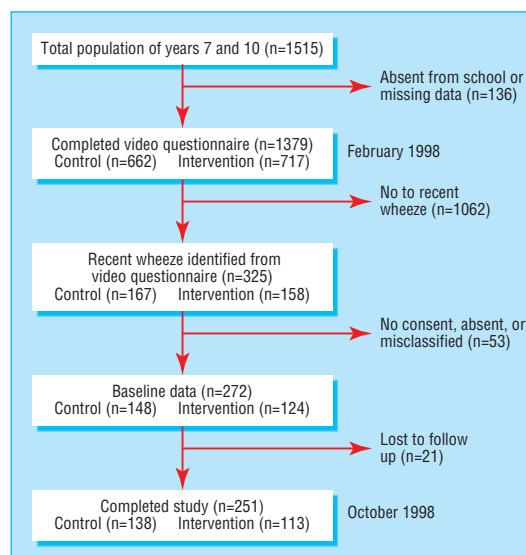 Total population of years 7 and 10 (n=1515)
Absent from school or
missing data (n=136)
Completed video questionnaire (n=1379)
Control (n=662) Intervention (n=717)
February 1998
No to recent
wheeze (n=1062)
Recent wheeze identified from
video questionnaire (n=325)
Control (n=167) Intervention (n=158)
No consent, absent, or
misclassified (n=53)
Baseline data (n=272)
Control (n=148) Intervention (n=124)
Lost to follow
up (n=21)
Completed study (n=251)
Control (n=138) Intervention (n=113)
October 1998